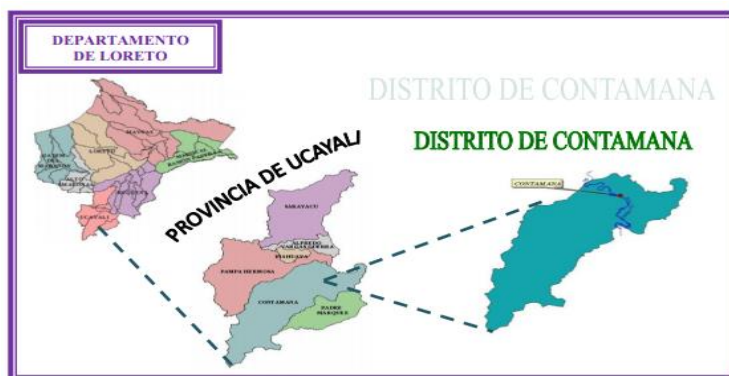 DEPARTAMENTO
DE LORETO
DISTRITO DE CONTAMANA
DISTRITO DE CONTAMANA
PROVINCIA DE UCAYALI
MAYNAS
LORETO
UCAYALI
SARAYACU
PAMPA HERMOSA
CONTAMANA
PADRE
MARQUEZ
CONTAMANA